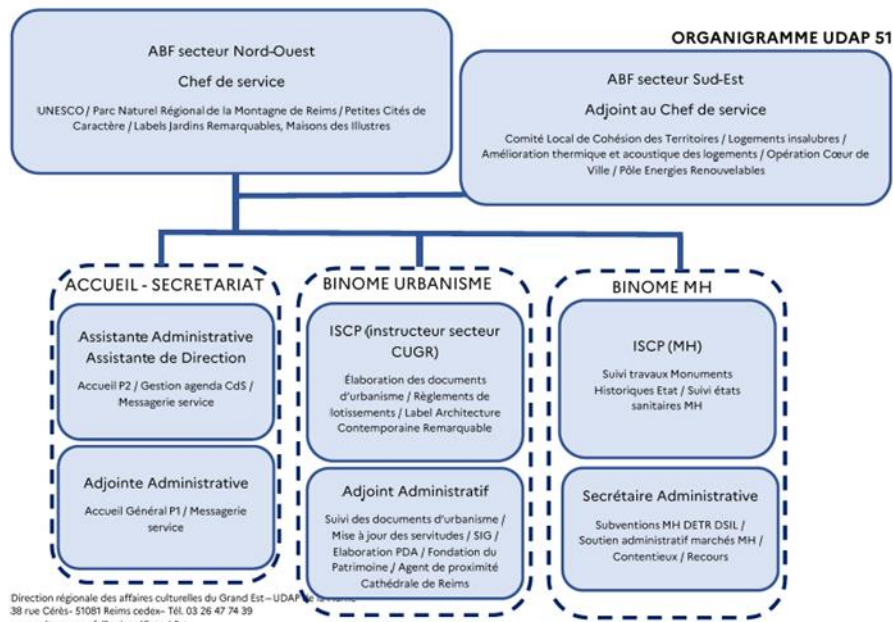 ORGANIGRAMME UDAP 51
ABF secteur Nord-Ouest
Chef de service
UNESCO / Parc Naturel Régional de la Montagne de Reims / Petites Cités de
Caractère / Labels Jardins Remarquables, Maisons des Illustres
ABF secteur Sud-Est
Adjoint au Chef de service
Comité Local de Cohésion des Territoires / Logements insalubres /
Amélioration thermique et acoustique des logements / Opération Cœur de
Ville / Pôle Energies Renouvelables
ACCUEIL - SECRETARIAT
Assistante Administrative
Assistante de Direction
Accueil P2 / Gestion agenda CdS /
Messagerie service
Adjointe Administrative
Accueil Général P1 / Messagerie
service
BINOME URBANISME
ISCP (instructeur secteur
CUGR)
Élaboration des documents
d'urbanisme / Règlements de
lotissements / Label Architecture
Contemporaine Remarquable
Adjoint Administratif
Suivi des documents d'urbanisme /
Mise à jour des servitudes / SIG /
Elaboration PDA / Fondation du
Patrimoine / Agent de proximité
Cathédrale de Reims
BINOME MH
ISCP (MH)
Suivi travaux Monuments
Historiques Etat / Suivi états
sanitaires MH
Secrétaire Administrative
Subventions MH DETR DSIL /
Soutien administratif marchés MH /
Contentieux / Recours
Direction régionale des affaires culturelles du Grand Est – UDAP
38 rue Cérès- 51081 Reims cedex– Tél. 03 26 47 74 39